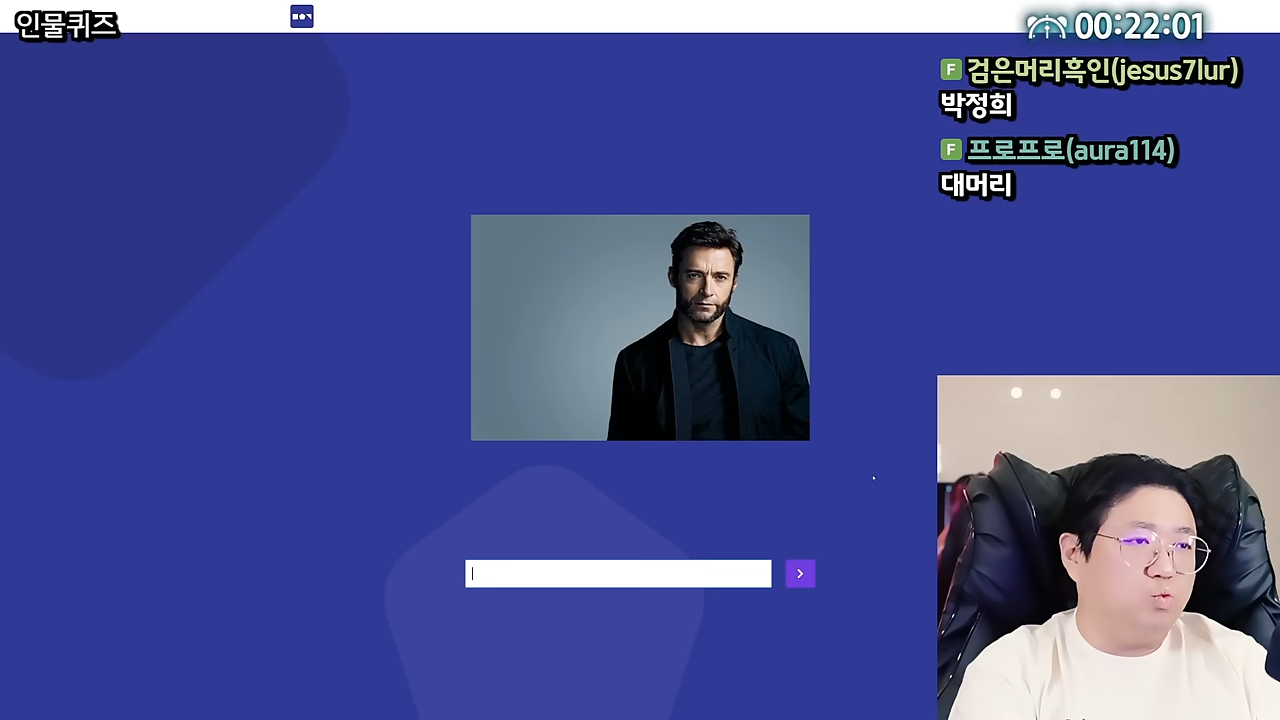 인물퀴즈
00:22:01
F 검은머리흑인(jesus7lur)
박정희
F 프로프로(aura114)
대머리